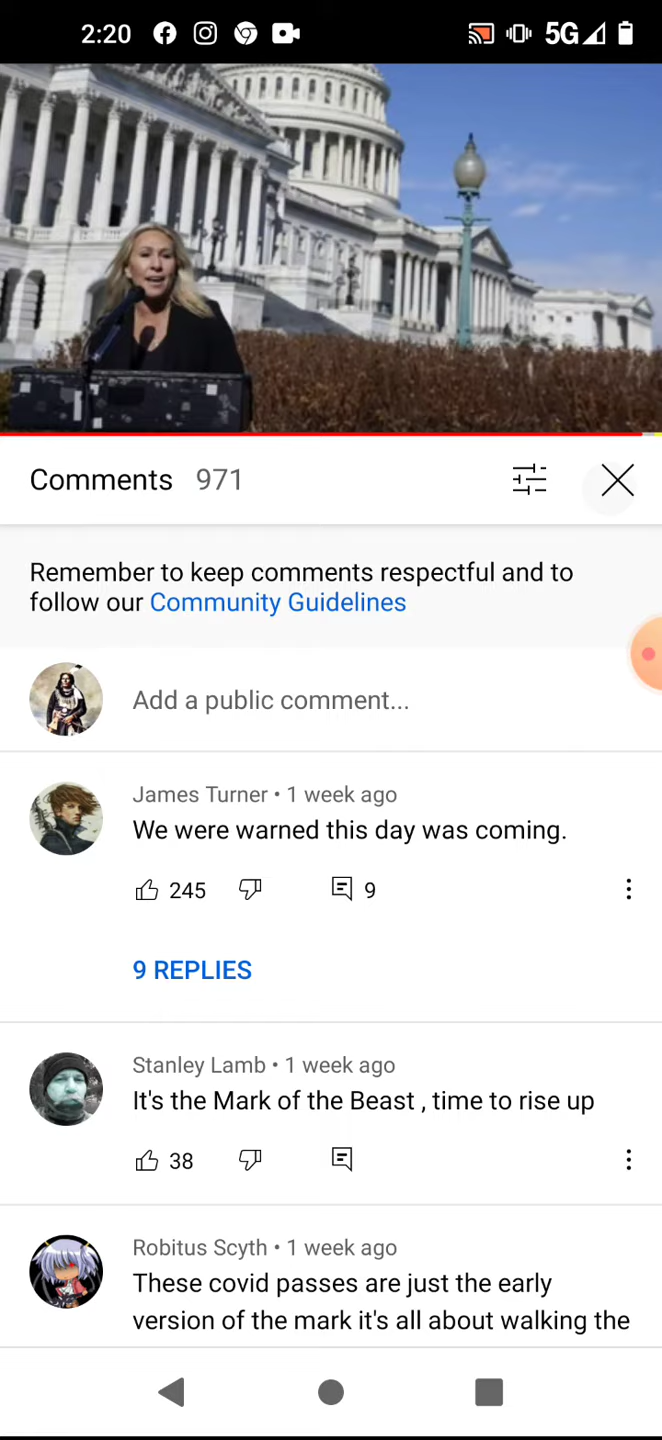 2:20
5G
Comments 971
Remember to keep comments respectful and to
follow our Community Guidelines
Add a public comment...
James Turner • 1 week ago
We were warned this day was coming.
245 9
9 REPLIES
Stanley Lamb • 1 week ago
It's the Mark of the Beast , time to rise up
38
Robitus Scyth • 1 week ago
These covid passes are just the early
version of the mark it's all about walking the